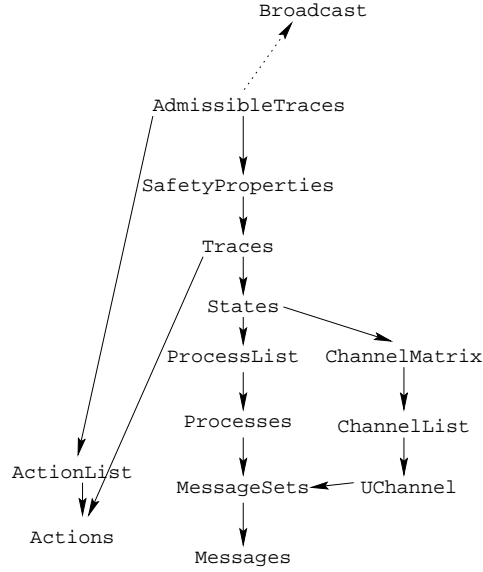 Broadcast
AdmissibleTraces
SafetyProperties
Traces
States
ProcessList
ChannelMatrix
Processes
ChannelList
ActionList
MessageSets
UChannel
Actions
Messages